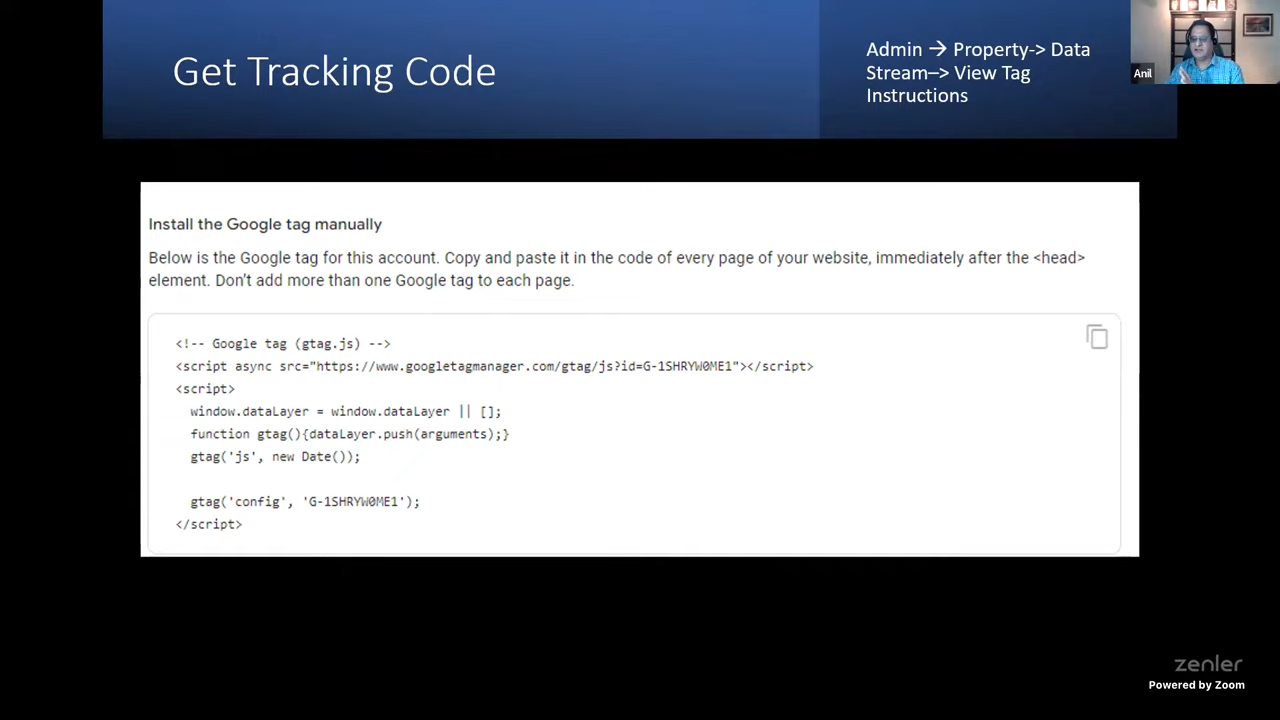 Get Tracking Code
Admin → Property-> Data
Stream–> View Tag
Instructions
Anil
Install the Google tag manually
Below is the Google tag for this account. Copy and paste it in the code of every page of your website, immediately after the <head>
element. Don't add more than one Google tag to each page.
<!-- Google tag (gtag.js) -->
<script async src="https://www.googletagmanager.com/gtag/js?id=G-1SHRYW0ME1"></script>
<script>
window.dataLayer = window.dataLayer || [];
function gtag(){dataLayer.push(arguments);}
gtag('js', new Date());
gtag('config', 'G-1SHRYW0ME1');
</script>
zenler
Powered by Zoom